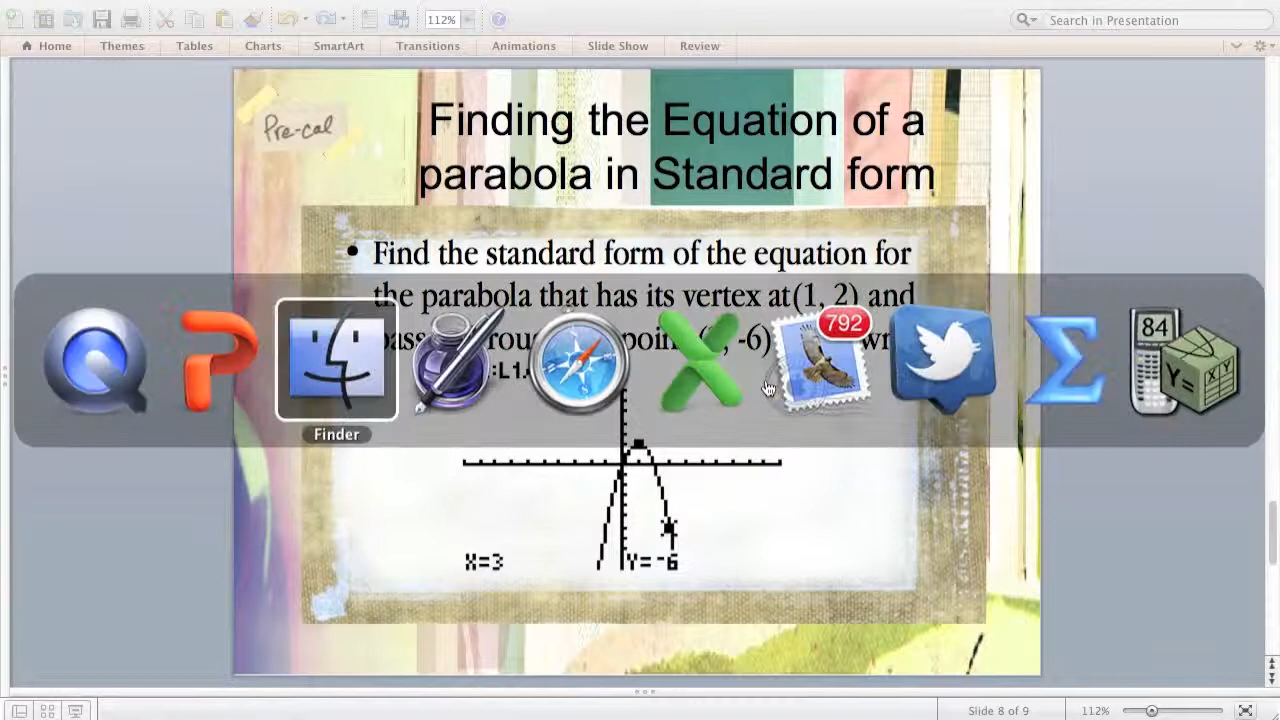 112%
Search in Presentation
Home Themes Tables Charts SmartArt Transitions Animations Slide Show Review
Pre-cal
Finding the Equation of a
parabola in Standard form
• Find the standard form of the equation for
the parabola that has its vertex at(1, 2) and
-6)
:L1
792
84
Y=
X Y
Finder
X=3 Y=-6
Slide 8 of 9 112%